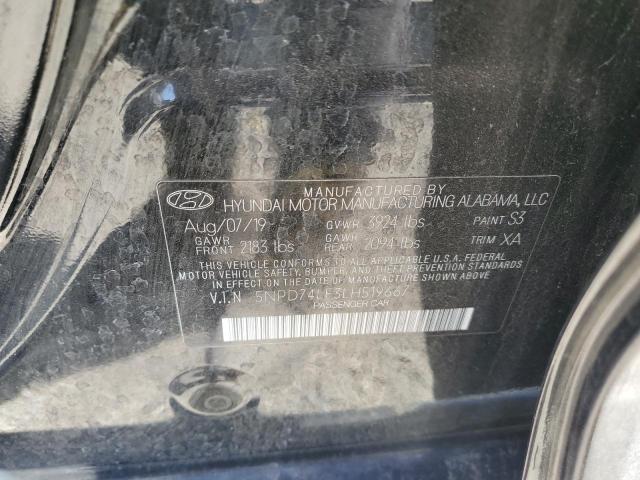 MANUFACTURED BY
HYUNDAI MOTOR MANUFACTURING ALABAMA, LLC
Aug/07/19 GVWR 3924 lbs PAINT S3
GAWR FRONT 2183 lbs GAWR REAR 2094 lbs TRIM XA
THIS VEHICLE CONFORMS TO ALL APPLICABLE U.S.A. FEDERAL
MOTOR VEHICLE SAFETY, BUMPER, AND THEFT PREVENTION STANDARDS
IN EFFECT ON THE DATE OF MANUFACTURE SHOWN ABOVE.
V.I.N
PASSENGER CAR